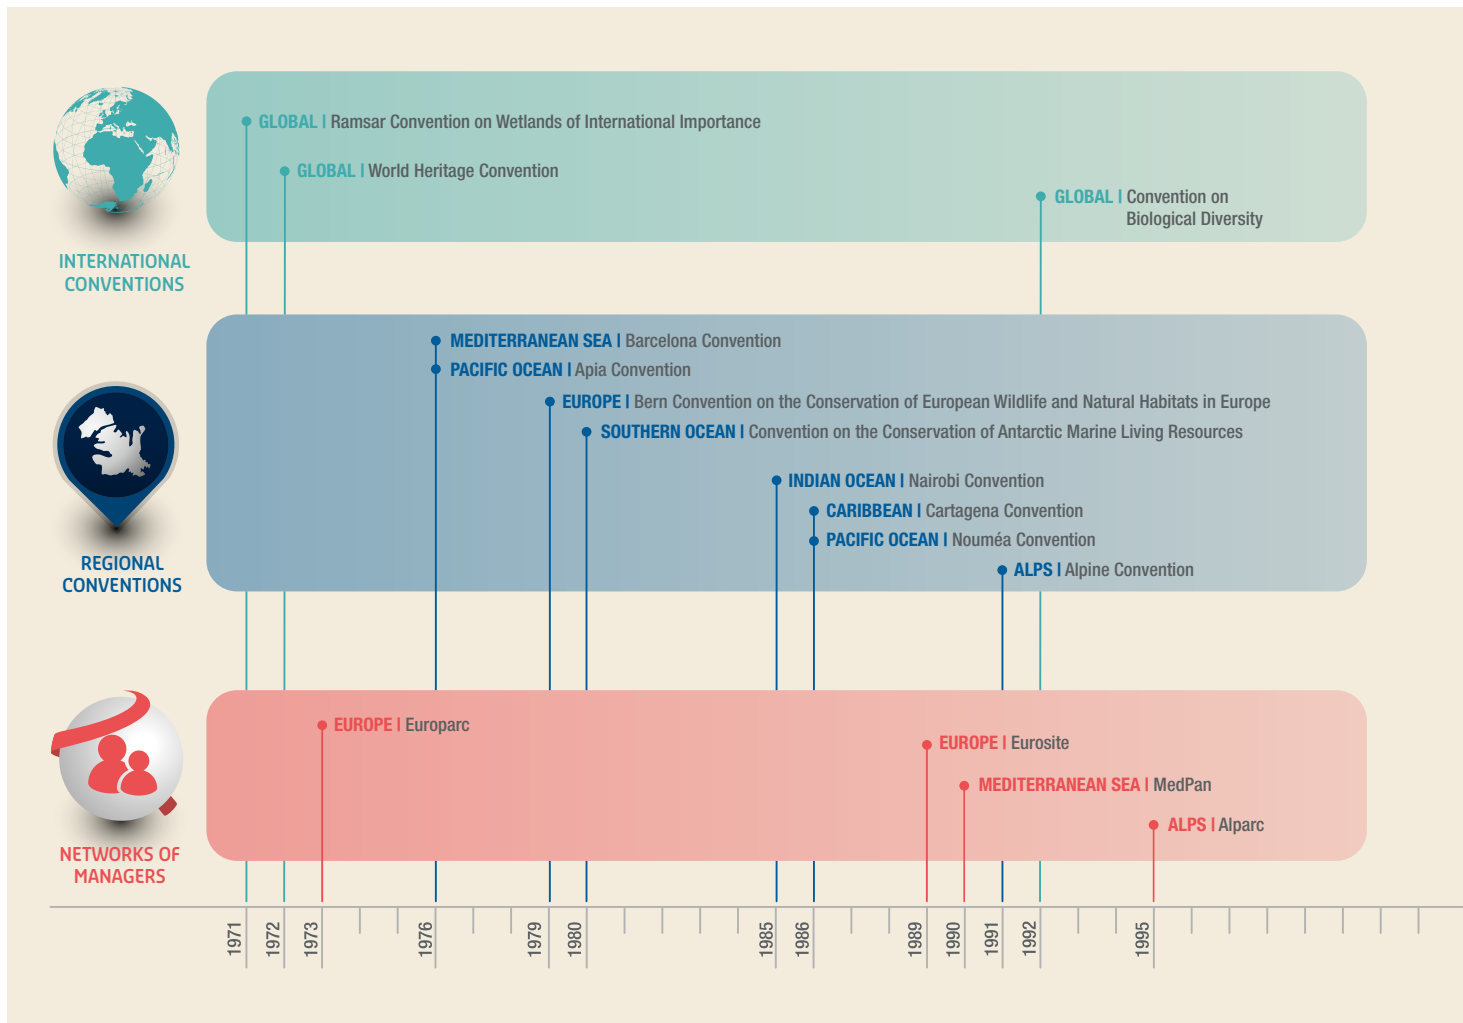 GLOBAL | Ramsar Convention on Wetlands of International Importance
GLOBAL | World Heritage Convention
GLOBAL | Convention on
Biological Diversity
INTERNATIONAL
CONVENTIONS
MEDITERRANEAN SEA | Barcelona Convention
PACIFIC OCEAN | Apia Convention
EUROPE | Bern Convention on the Conservation of European Wildlife and Natural Habitats in Europe
SOUTHERN OCEAN | Convention on the Conservation of Antarctic Marine Living Resources
INDIAN OCEAN | Nairobi Convention
CARIBBEAN | Cartagena Convention
PACIFIC OCEAN | Nouméa Convention
ALPS | Alpine Convention
REGIONAL
CONVENTIONS
EUROPE | Europarc
EUROPE | Eurosite
MEDITERRANEAN SEA | MedPan
ALPS | Alparc
NETWORKS OF
MANAGERS
1971
1972
1973
1976
1979
1980
1985
1986
1989
1990
1991
1992
1995